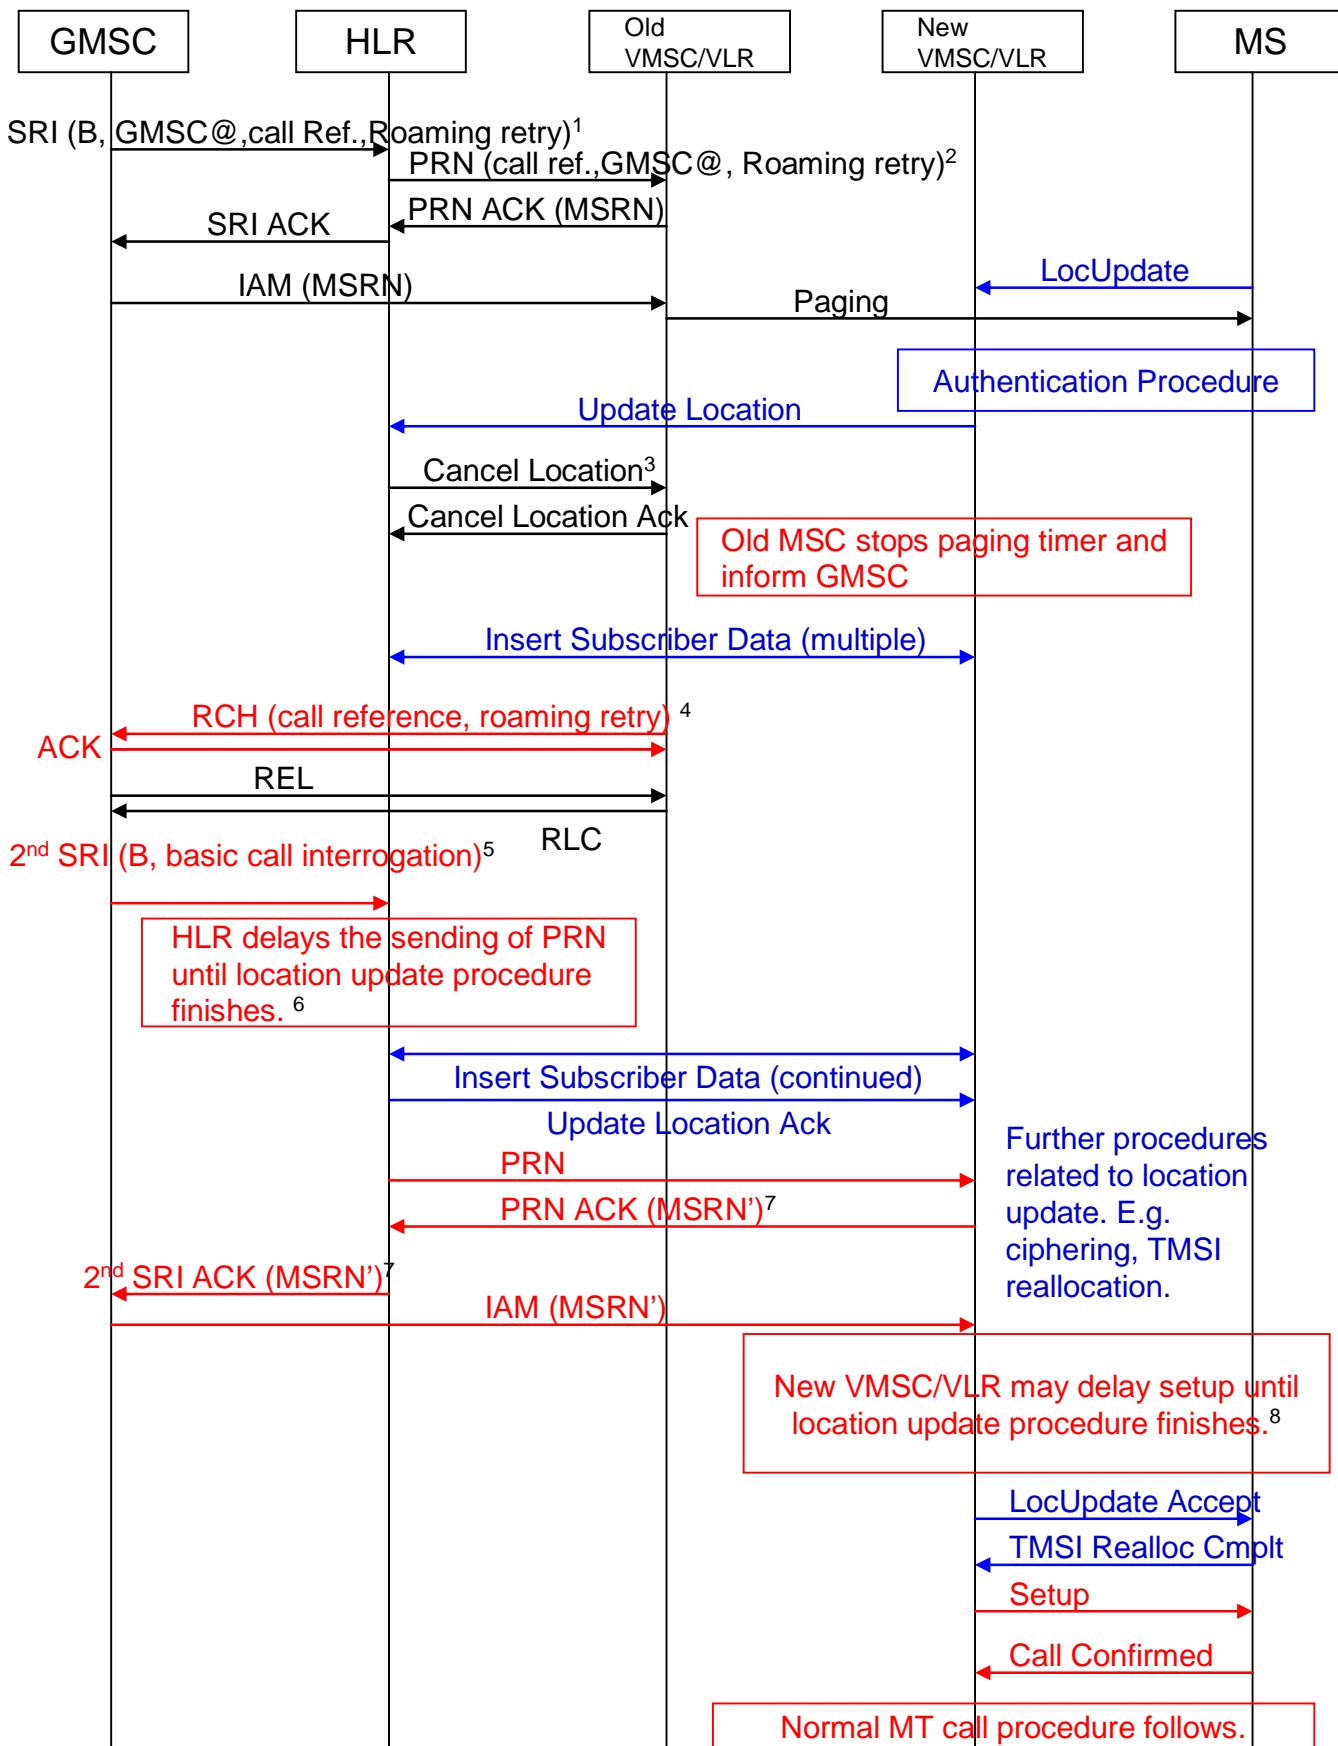 GMSC
HLR
Old
VMSC/VLR
New
VMSC/VLR
MS
SRI (B, GMSC@,call Ref.,Roaming retry)1
PRN (call ref.,GMSC@, Roaming retry)2
PRN ACK (MSRN)
SRI ACK
LocUpdate
IAM (MSRN)
Paging
Authentication Procedure
Update Location
Cancel Location3
Cancel Location Ack
Old MSC stops paging timer and
inform GMSC
Insert Subscriber Data (multiple)
RCH (call reference, roaming retry) 4
ACK
REL
RLC
2nd SRI (B, basic call interrogation)5
HLR delays the sending of PRN
until location update procedure
finishes. 6
Insert Subscriber Data (continued)
Update Location Ack
Further procedures
related to location
update. E.g.
ciphering, TMSI
reallocation.
PRN
PRN ACK (MSRN’)7
2nd SRI ACK (MSRN’)7
IAM (MSRN’)
New VMSC/VLR may delay setup until
location update procedure finishes.8
LocUpdate Accept
TMSI Realloc Cmplt
Setup
Call Confirmed
Normal MT call procedure follows.